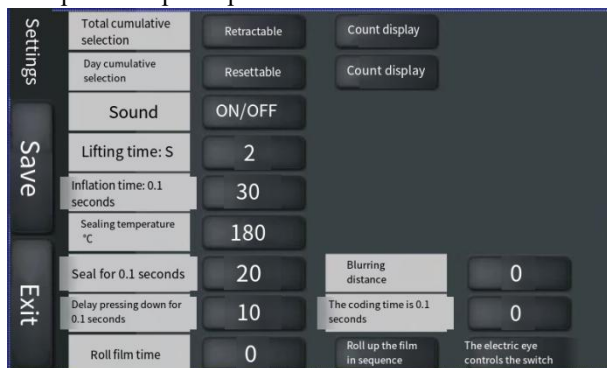 Settings
Save
Exit
Total cumulative
selection
Retractable
Count display
Day cumulative
selection
Resettable
Count display
Sound
ON/OFF
Lifting time: S
2
Inflation time: 0.1
seconds
30
Sealing temperature
°C
180
Seal for 0.1 seconds
20
Blurring
distance
0
Delay pressing down for
0.1 seconds
10
The coding time is 0.1
seconds
0
Roll film time
0
Roll up the film
in sequence
The electric eye
controls the switch